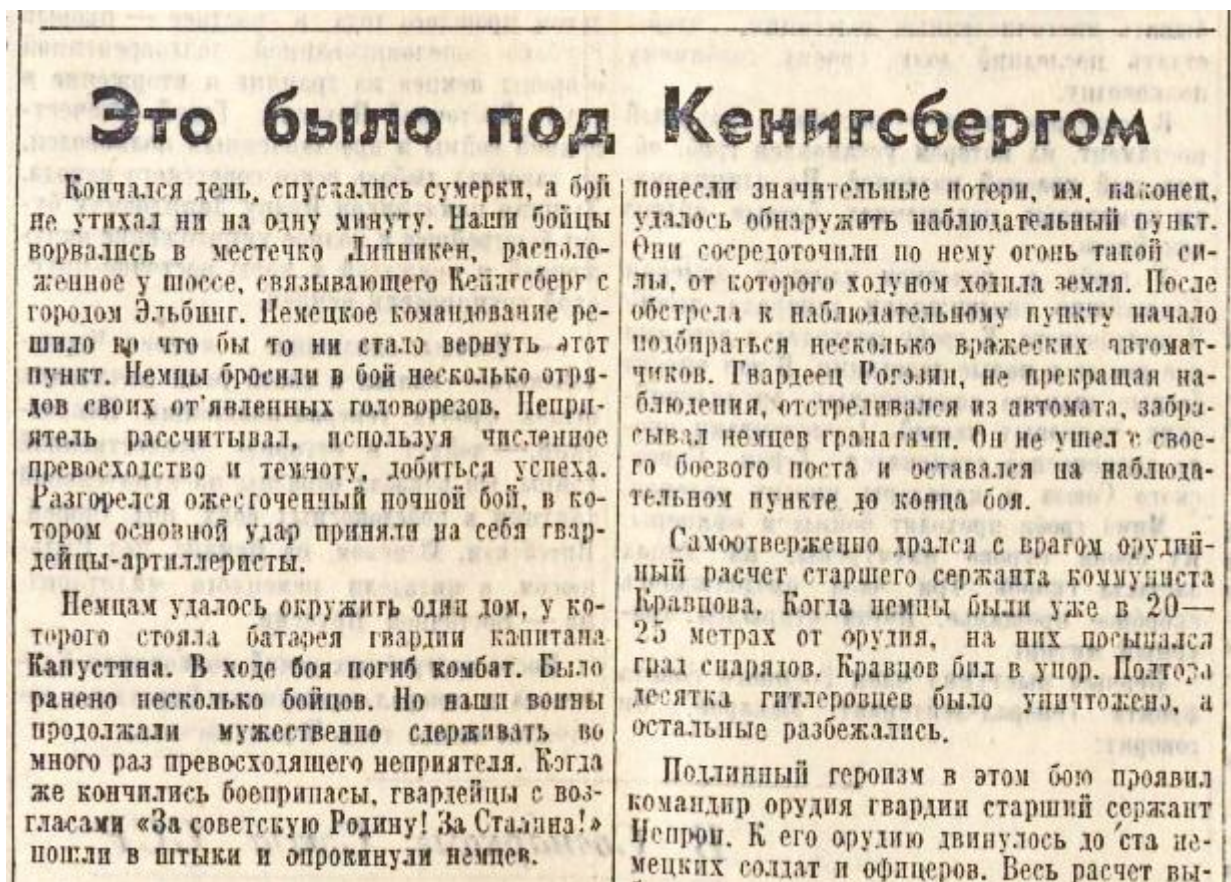 Это было под Кенигсбергом
Кончался день, спускались сумерки, а бой
не утихал ни на одну минуту. Наши бойцы
ворвались в местечко Липникен, располо-
женное у шоссе, связывающего Кенигсберг с
городом Эльбинг. Немецкое командование ре-
шило во что бы то ни стало вернуть этот
пункт. Немцы бросили в бой несколько отря-
дов своих от'явленных головорезов. Непри-
ятель рассчитывал, используя численное
превосходство и темноту, добиться успеха.
Разгорелся ожесточенный ночной бой, в ко-
тором основной удар приняли на себя гвар-
дейцы-артиллеристы.
Немцам удалось окружить один дом, у ко-
торого стояла батарея гвардии капитана
Капустина. В ходе боя погиб комбат. Было
ранено несколько бойцов. Но наши воины
продолжали мужественно сдерживать во
много раз превосходящего неприятеля. Когда
же кончились боеприпасы, гвардейцы с воз-
гласами «За советскую Родину! За Сталина!»
пошли в штыки и опрокинули немцев.
понесли значительные потери, им, наконец,
удалось обнаружить наблюдательный пункт.
Они сосредоточили по нему огонь такой си-
лы, от которого ходуном ходила земля. После
обстрела к наблюдательному пункту начало
подбираться несколько вражеских автомат-
чиков. Гвардеец Рогазин, не прекращая на-
блюдения, отстреливался из автомата, забра-
сывал немцев гранатами. Он не ушел с свое-
го боевого поста и оставался на наблюда-
тельном пункте до конца боя.
Самоотверженно дрался с врагом орудий-
ный расчет старшего сержанта коммуниста
Кравцова. Когда немцы были уже в 20—
25 метрах от орудия, на них посыпался
град снарядов. Кравцов бил в упор. Полтора
десятка гитлеровцев было уничтожено, а
остальные разбежались.
Подлинный героизм в этом бою проявил
командир орудия гвардии старший сержант
К его орудию двинулось до ста не-
мецких солдат и офицеров. Весь расчет вы-